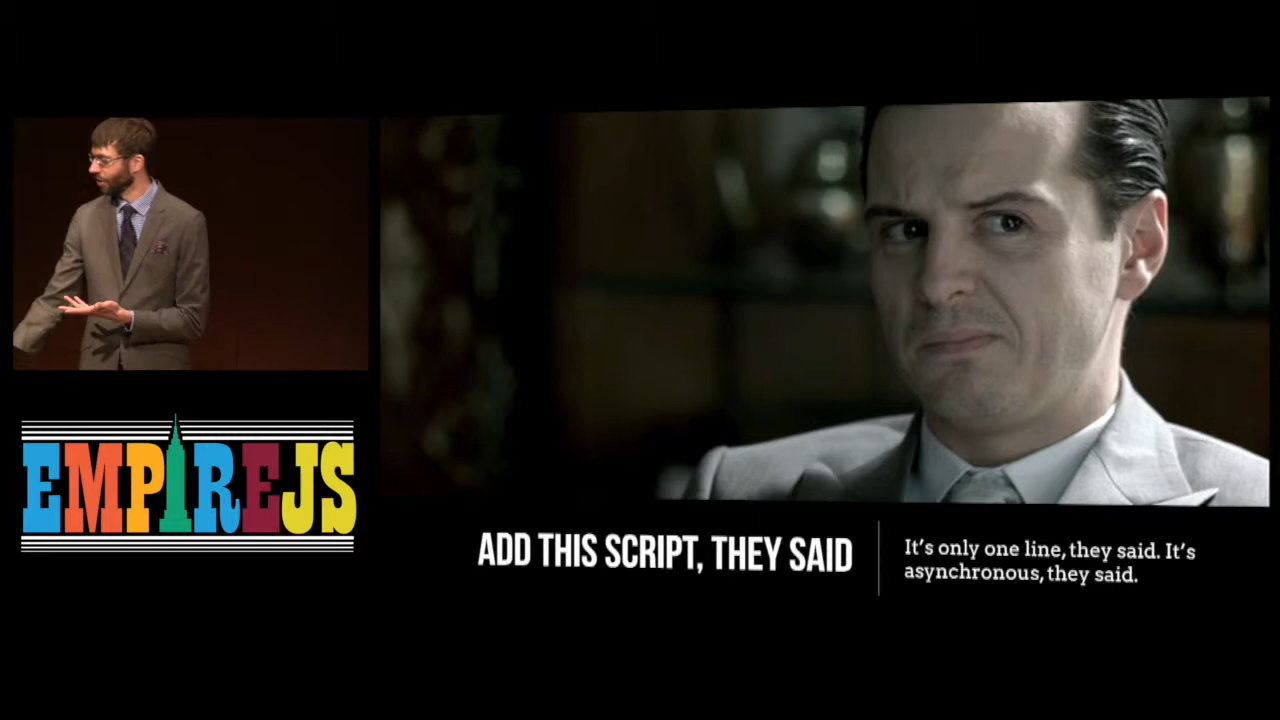 EMPIREJS
ADD THIS SCRIPT, THEY SAID
It's only one line, they said. It's
asynchronous, they said.